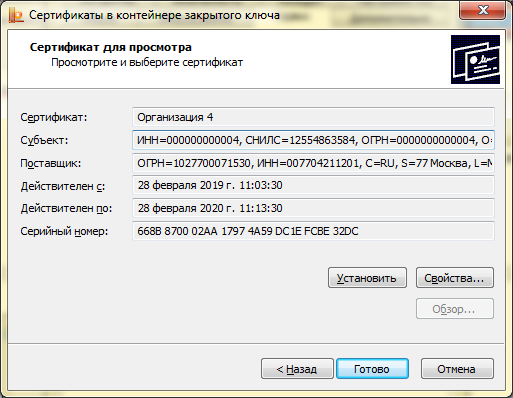 Сертификаты в контейнере закрытого ключа
Сертификат для просмотра
Просмотрите и выберите сертификат
Сертификат: Организация 4
Субъект: ИНН=000000000004, СНИЛС=12554863584, ОГРН=0000000000004, O=
Поставщик: ОГРН=1027700071530, ИНН=007704211201, C=RU, S=77 Москва, L=М
Действителен с: 28 февраля 2019 г. 11:03:30
Действителен по: 28 февраля 2020 г. 11:13:30
Серийный номер: 668B 8700 02AA 1797 4A59 DC1E FCBE 32DC
Установить Свойства...
Обзор...
< Назад Готово Отмена